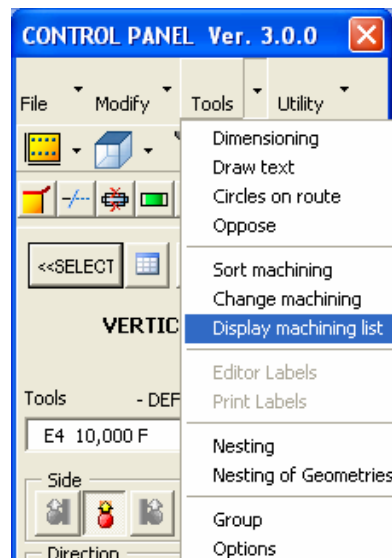 CONTROL PANEL Ver. 3.0.0
File Modify Tools Utility
Dimensioning
Draw text
Circles on route
Oppose
<<SELECT
Sort machining
Change machining
VERTIC
Display machining list
Editor Labels
Tools - DEF
Print Labels
E4 10,000 F
Nesting
Nesting of Geometries
Side
Group
Options
Direction